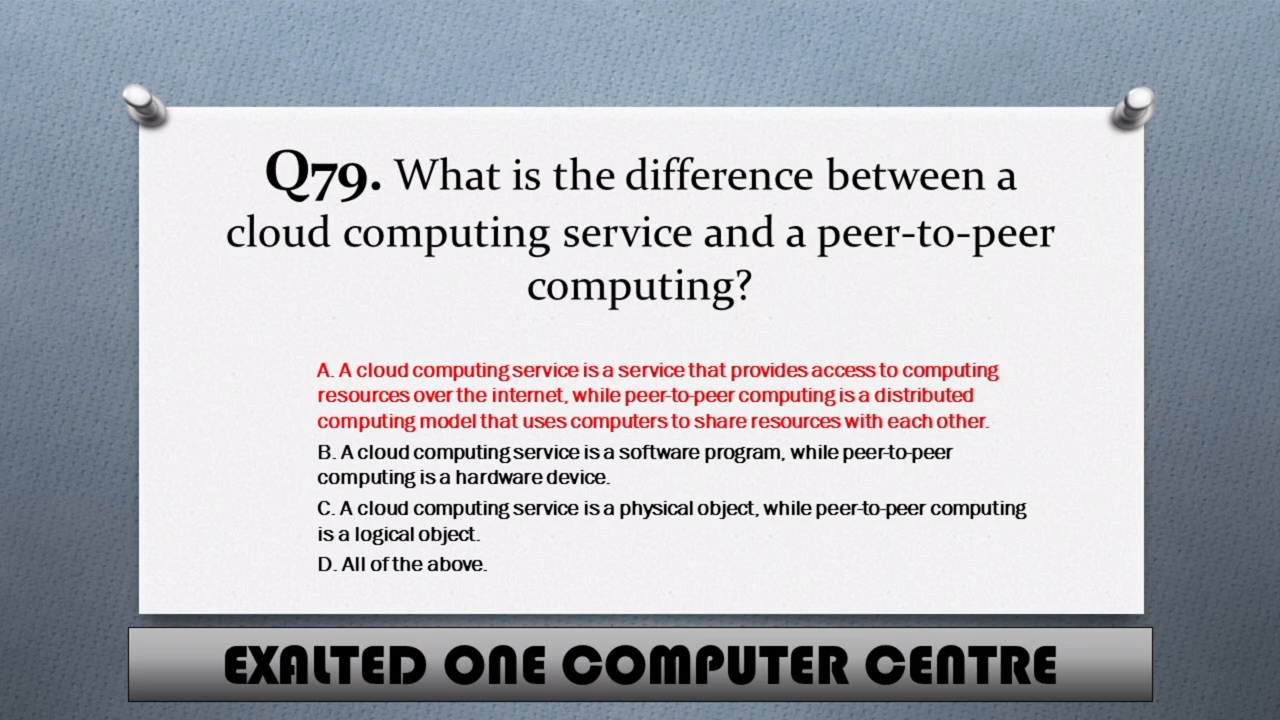 Q79. What is the difference between a
cloud computing service and a peer-to-peer
computing?
A. A cloud computing service is a service that provides access to computing
resources over the internet, while peer-to-peer computing is a distributed
computing model that uses computers to share resources with each other.
B. A cloud computing service is a software program, while peer-to-peer
computing is a hardware device.
C. A cloud computing service is a physical object, while peer-to-peer computing
is a logical object.
D. All of the above.
EXALTED ONE COMPUTER CENTRE